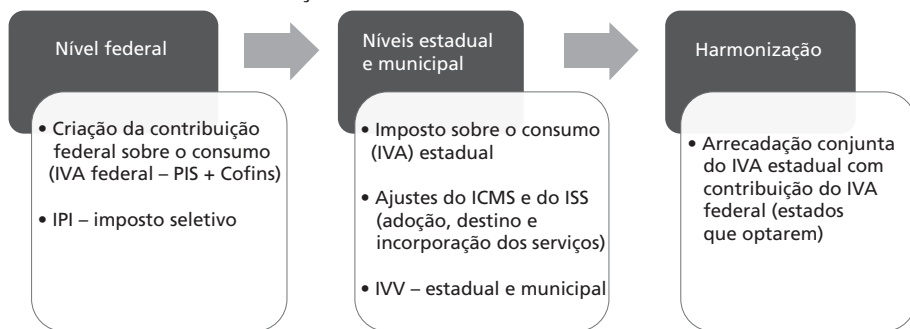 Nível federal
• Criação da contribuição
federal sobre o consumo
(IVA federal – PIS + Cofins)
• IPI – imposto seletivo
Níveis estadual
e municipal
• Imposto sobre o consumo
(IVA) estadual
• Ajustes do ICMS e do ISS
(adoção, destino e
incorporação dos serviços)
• IVV – estadual e municipal
Harmonização
• Arrecadação conjunta
do IVA estadual com
contribuição do IVA
federal (estados
que optarem)